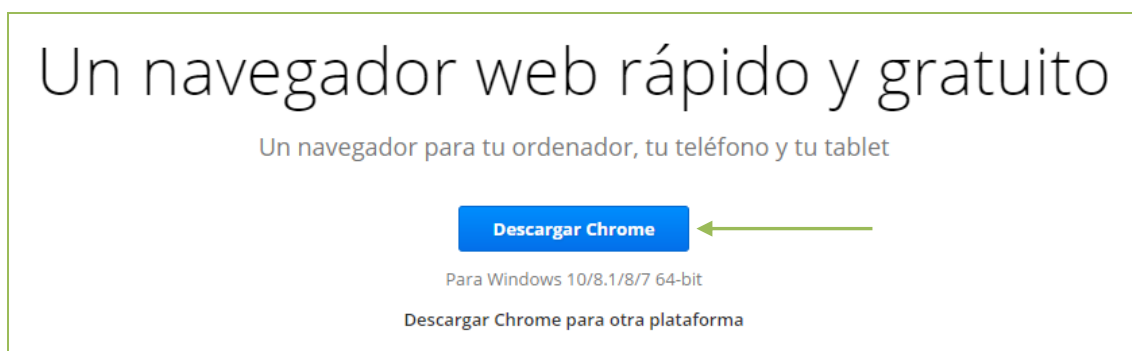 Un navegador web rápido y gratuito
Un navegador para tu ordenador, tu teléfono y tu tablet
Descargar Chrome
Para Windows 10/8.1/8/7 64-bit
Descargar Chrome para otra plataforma